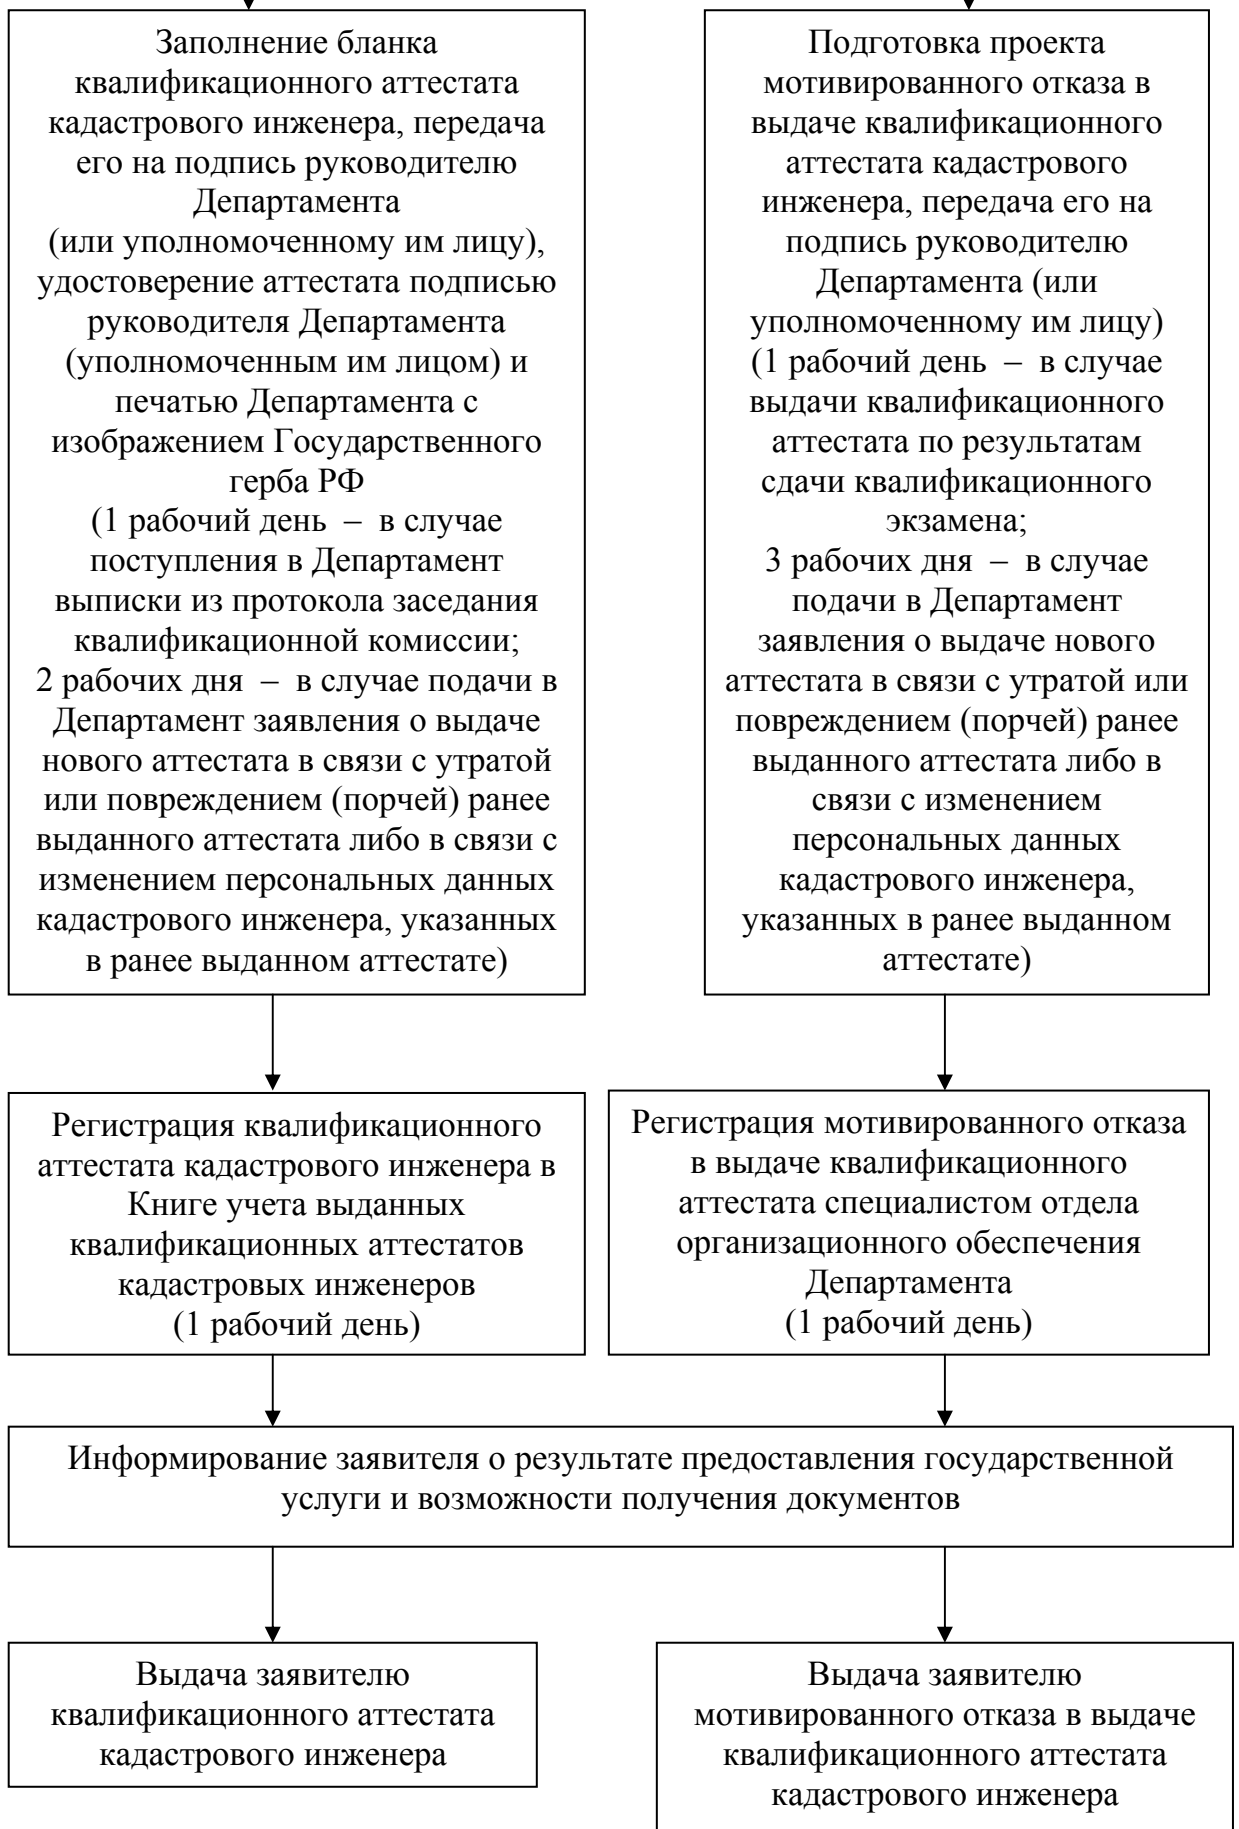 Заполнение бланка
квалификационного аттестата
кадастрового инженера, передача
его на подпись руководителю
Департамента
(или уполномоченному им лицу),
удостоверение аттестата подписью
руководителя Департамента
(уполномоченным им лицом) и
печатью Департамента с
изображением Государственного
герба РФ
(1 рабочий день – в случае
поступления в Департамент
выписки из протокола заседания
квалификационной комиссии;
2 рабочих дня – в случае подачи в
Департамент заявления о выдаче
нового аттестата в связи с утратой
или повреждением (порчей) ранее
выданного аттестата либо в связи с
изменением персональных данных
кадастрового инженера, указанных
в ранее выданном аттестате)
Подготовка проекта
мотивированного отказа в
выдаче квалификационного
аттестата кадастрового
инженера, передача его на
подпись руководителю
Департамента (или
уполномоченному им лицу)
(1 рабочий день – в случае
выдачи квалификационного
аттестата по результатам
сдачи квалификационного
экзамена;
3 рабочих дня – в случае
подачи в Департамент
заявления о выдаче нового
аттестата в связи с утратой или
повреждением (порчей) ранее
выданного аттестата либо в
связи с изменением
персональных данных
кадастрового инженера,
указанных в ранее выданном
аттестате)
Регистрация квалификационного
аттестата кадастрового инженера в
Книге учета выданных
квалификационных аттестатов
кадастровых инженеров
(1 рабочий день)
Регистрация мотивированного отказа
в выдаче квалификационного
аттестата специалистом отдела
организационного обеспечения
Департамента
(1 рабочий день)
Информирование заявителя о результате предоставления государственной
услуги и возможности получения документов
Выдача заявителю
квалификационного аттестата
кадастрового инженера
Выдача заявителю
мотивированного отказа в выдаче
квалификационного аттестата
кадастрового инженера